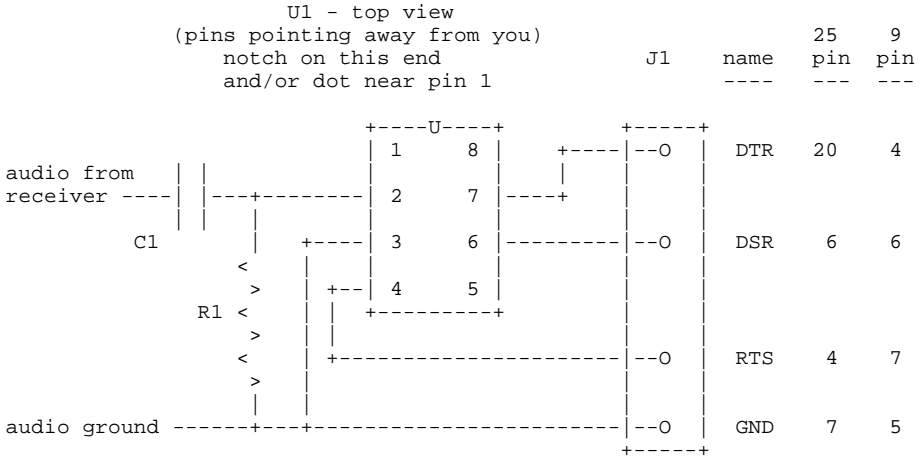 U1 - top view
(pins pointing away from you) 25 9
notch on this end J1 name pin pin
and/or dot near pin 1 ---- --- ---
+----U----+ +-----+
| 1 8 | +----|--O | DTR 20 4
audio from | | | | | | |
receiver ----| |---+--------| 2 7 |----+ | |
| | | | | | |
C1 | +----| 3 6 |---------|--O | DSR 6 6
< | | | | |
> | +--| 4 5 | | |
R1 < | | +---------+ | |
> | | | |
< | +-----------------------|--O | RTS 4 7
> | | |
| | | |
audio ground ------+---+------------------------|--O | GND 7 5
+-----+